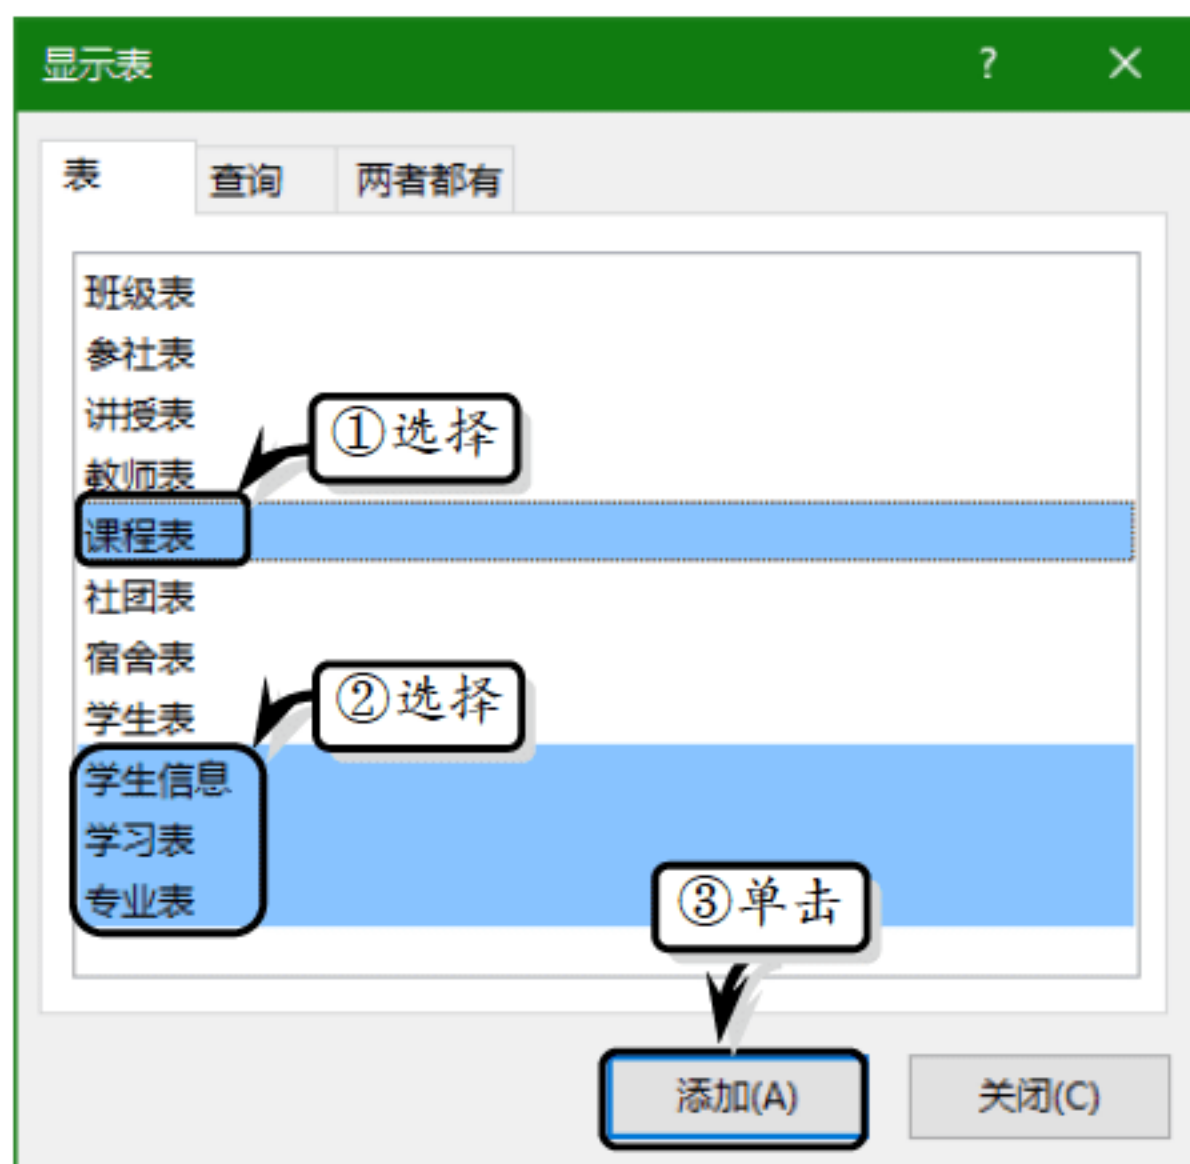 显示表 ? ×
表 查询 两者都有
班级表
参社表
讲授表
①选择
教师表
课程表
社团表
宿舍表
②选择
学生表
学生信息
学习表
专业表
③单击
添加(A) 关闭(C)